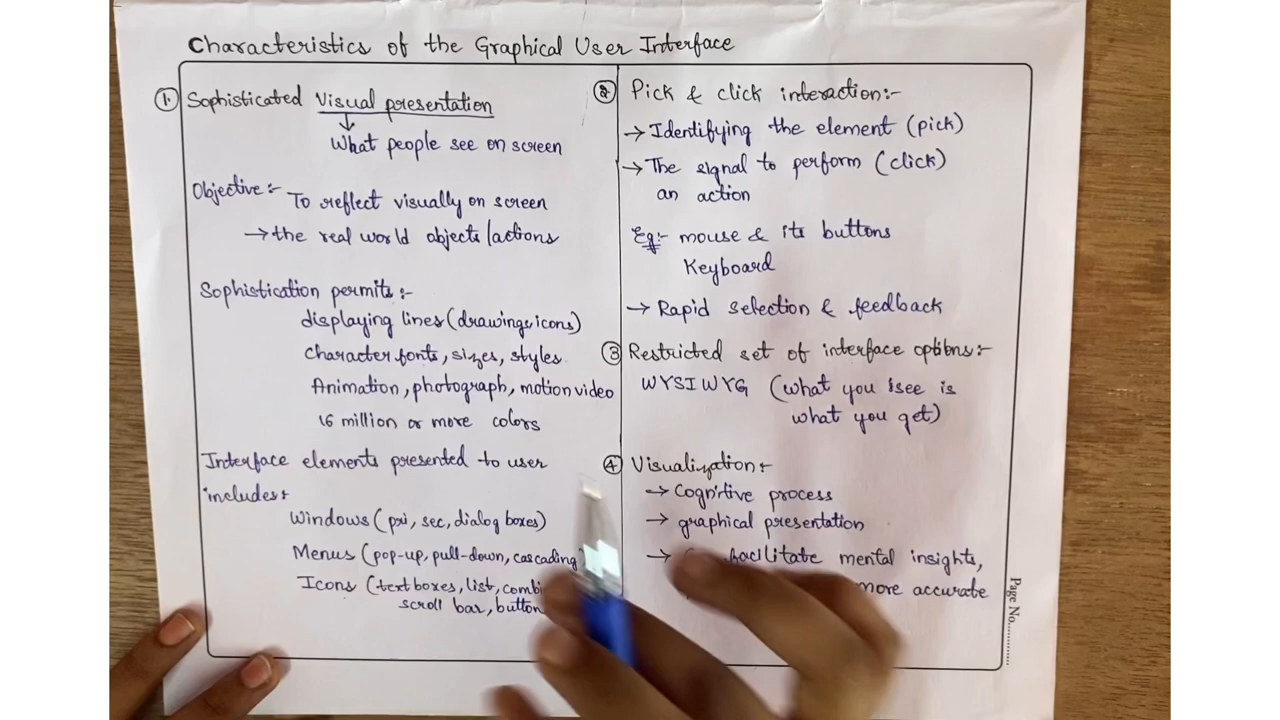 Characteristics of the Graphical User Interface
1. Sophisticated Visual presentation
↓
What people see on screen
Objective:- To reflect visually on screen
→ the real world objects/actions
Sophistication permits:-
displaying lines (drawings, icons)
Character fonts, sizes, styles
Animation, photograph, motion video
16 million or more colors
Interface elements presented to user
includes:-
Windows (pri, sec, dialog boxes)
Menus (pop-up, pull-down, cascading
Icons (text boxes, list,
scroll bar,
2 Pick & click interaction:-
→ Identifying the element (pick)
→ The signal to perform (click)
an action
Eg:- mouse & its buttons
Keyboard
→ Rapid selection & feedback
3 Restricted set of interface options:-
WYSIWYG (what you see is
what you get)
4 Visualization:-
→ Cognitive process
→ graphical presentation
→ facilitate mental insights,
more accurate
Page No............